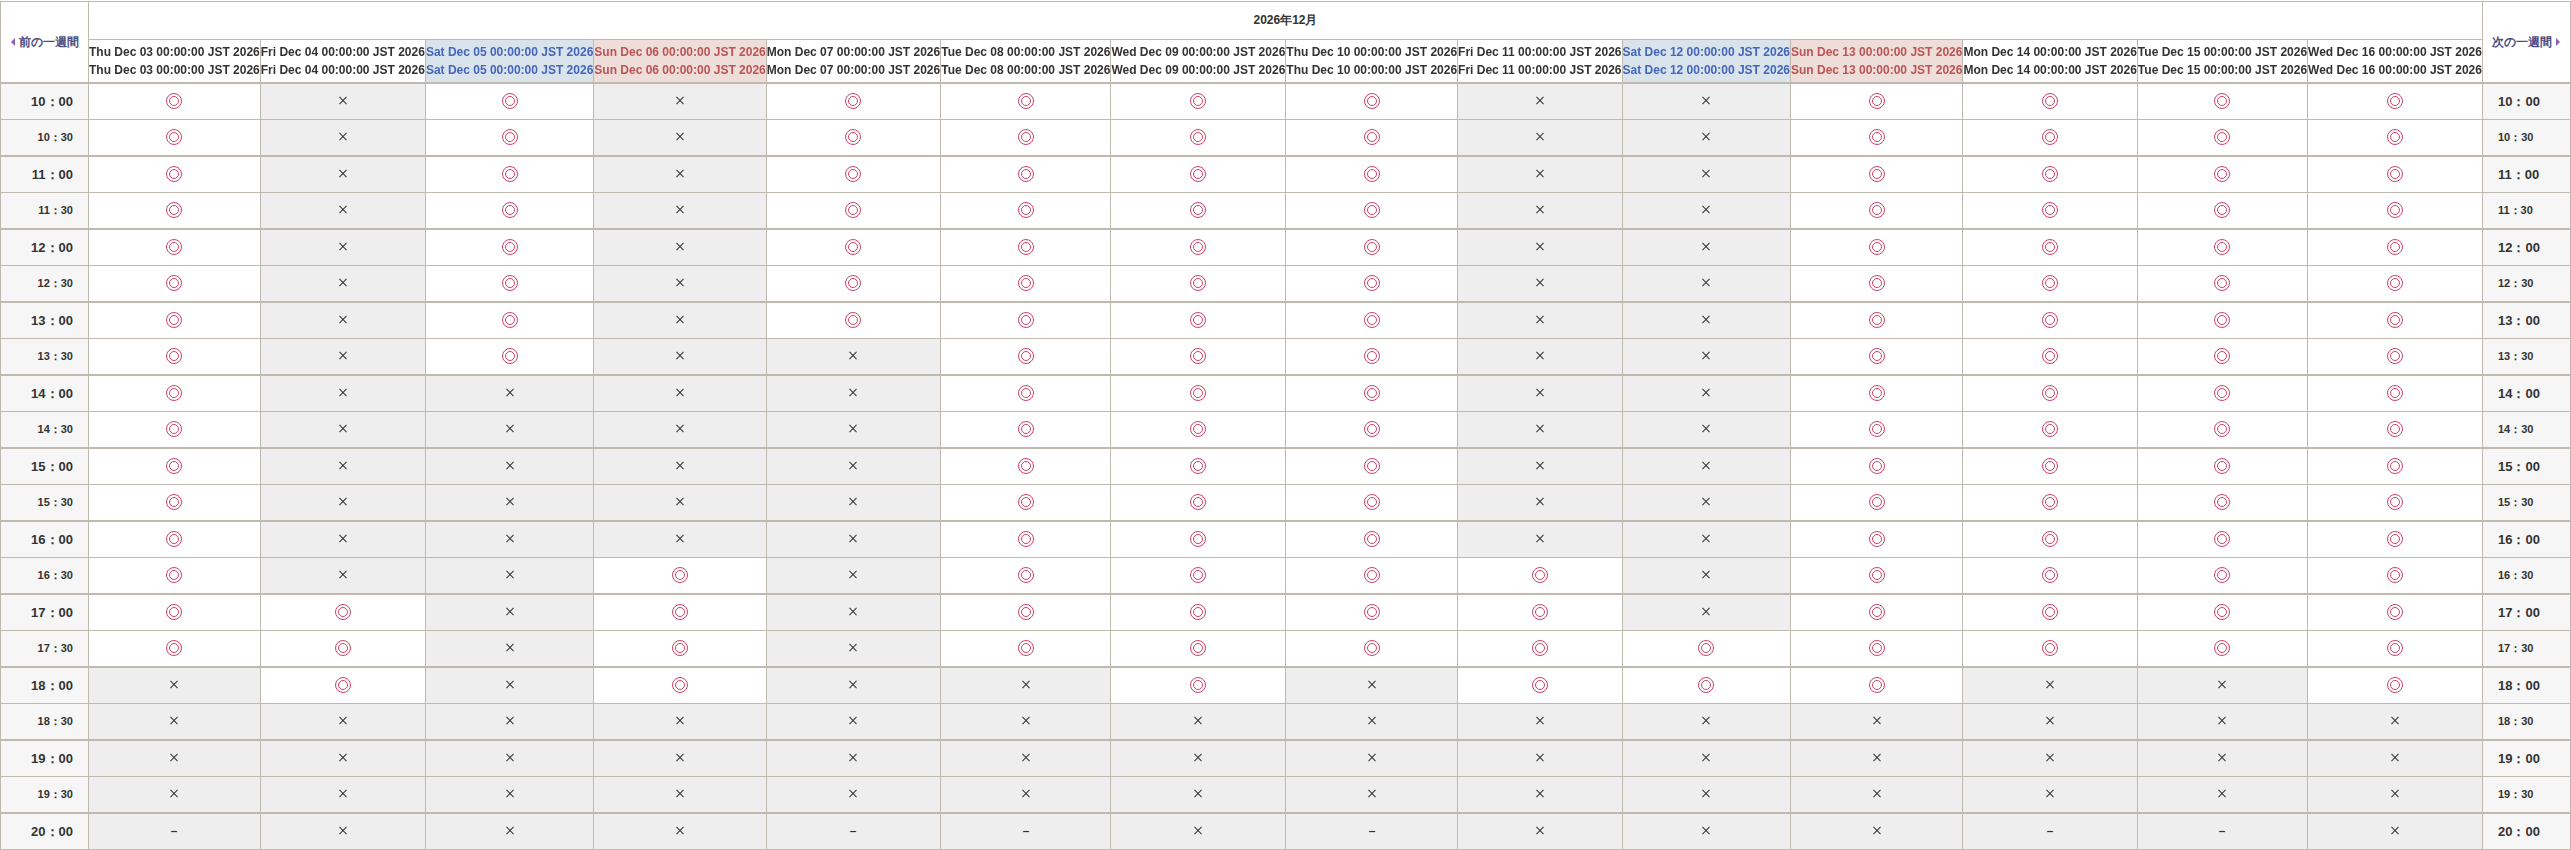 2026年12月
前の一週間
次の一週間
Thu Dec 03 00:00:00 JST 2026 Fri Dec 04 00:00:00 JST 2026 Sat Dec 05 00:00:00 JST 2026 Sun Dec 06 00:00:00 JST 2026 Mon Dec 07 00:00:00 JST 2026 Tue Dec 08 00:00:00 JST 2026 Wed Dec 09 00:00:00 JST 2026 Thu Dec 10 00:00:00 JST 2026 Fri Dec 11 00:00:00 JST 2026 Sat Dec 12 00:00:00 JST 2026 Sun Dec 13 00:00:00 JST 2026 Mon Dec 14 00:00:00 JST 2026 Tue Dec 15 00:00:00 JST 2026 Wed Dec 16 00:00:00 JST 2026
Thu Dec 03 00:00:00 JST 2026 Fri Dec 04 00:00:00 JST 2026 Sat Dec 05 00:00:00 JST 2026 Sun Dec 06 00:00:00 JST 2026 Mon Dec 07 00:00:00 JST 2026 Tue Dec 08 00:00:00 JST 2026 Wed Dec 09 00:00:00 JST 2026 Thu Dec 10 00:00:00 JST 2026 Fri Dec 11 00:00:00 JST 2026 Sat Dec 12 00:00:00 JST 2026 Sun Dec 13 00:00:00 JST 2026 Mon Dec 14 00:00:00 JST 2026 Tue Dec 15 00:00:00 JST 2026 Wed Dec 16 00:00:00 JST 2026
10：00 ◎ × ◎ × ◎ ◎ ◎ ◎ × × ◎ ◎ ◎ ◎ 10：00
10：30 ◎ × ◎ × ◎ ◎ ◎ ◎ × × ◎ ◎ ◎ ◎ 10：30
11：00 ◎ × ◎ × ◎ ◎ ◎ ◎ × × ◎ ◎ ◎ ◎ 11：00
11：30 ◎ × ◎ × ◎ ◎ ◎ ◎ × × ◎ ◎ ◎ ◎ 11：30
12：00 ◎ × ◎ × ◎ ◎ ◎ ◎ × × ◎ ◎ ◎ ◎ 12：00
12：30 ◎ × ◎ × ◎ ◎ ◎ ◎ × × ◎ ◎ ◎ ◎ 12：30
13：00 ◎ × ◎ × ◎ ◎ ◎ ◎ × × ◎ ◎ ◎ ◎ 13：00
13：30 ◎ × ◎ × × ◎ ◎ ◎ × × ◎ ◎ ◎ ◎ 13：30
14：00 ◎ × × × × ◎ ◎ ◎ × × ◎ ◎ ◎ ◎ 14：00
14：30 ◎ × × × × ◎ ◎ ◎ × × ◎ ◎ ◎ ◎ 14：30
15：00 ◎ × × × × ◎ ◎ ◎ × × ◎ ◎ ◎ ◎ 15：00
15：30 ◎ × × × × ◎ ◎ ◎ × × ◎ ◎ ◎ ◎ 15：30
16：00 ◎ × × × × ◎ ◎ ◎ × × ◎ ◎ ◎ ◎ 16：00
16：30 ◎ × × ◎ × ◎ ◎ ◎ ◎ × ◎ ◎ ◎ ◎ 16：30
17：00 ◎ ◎ × ◎ × ◎ ◎ ◎ ◎ × ◎ ◎ ◎ ◎ 17：00
17：30 ◎ ◎ × ◎ × ◎ ◎ ◎ ◎ ◎ ◎ ◎ ◎ ◎ 17：30
18：00 × ◎ × ◎ × × ◎ × ◎ ◎ ◎ × × ◎ 18：00
18：30 × × × × × × × × × × × × × × 18：30
19：00 × × × × × × × × × × × × × × 19：00
19：30 × × × × × × × × × × × × × × 19：30
20：00 − × × × − − × − × × × − − × 20：00